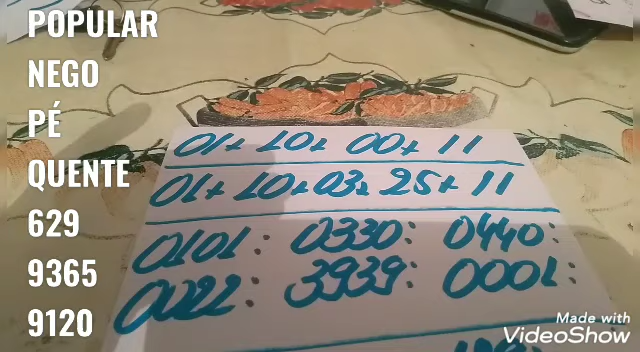 POPULAR
NEGO
PÉ
QUENTE
629
9365
9120
01+ 10+ 00+ 11
01+10+03+25+11
0101: 0330: 0440:
0022: 3939: 0001:
Made with
VideoShow